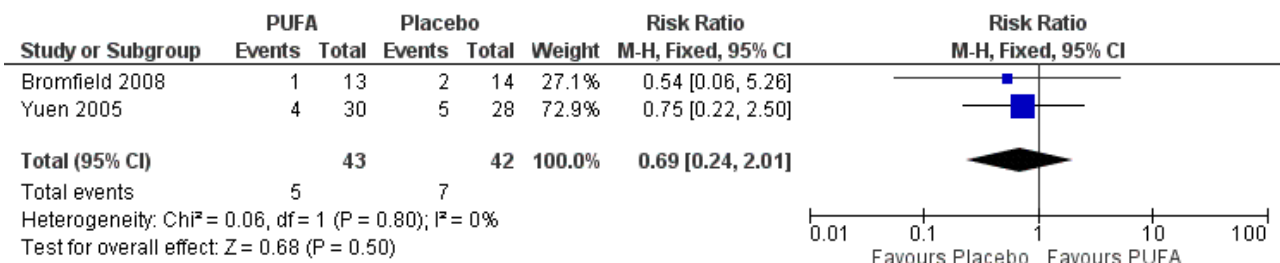 PUFA Placebo Risk Ratio Risk Ratio
Study or Subgroup Events Total Events Total Weight M-H, Fixed, 95% CI M-H, Fixed, 95% CI
Bromfield 2008 1 13 2 14 27.1% 0.54 [0.06, 5.26]
Yuen 2005 4 30 5 28 72.9% 0.75 [0.22, 2.50]
Total (95% CI) 43 42 100.0% 0.69 [0.24, 2.01]
Total events 5 7
Heterogeneity: Chi² = 0.06, df = 1 (P = 0.80); I² = 0%
Test for overall effect: Z = 0.68 (P = 0.50)
0.01 0.1 1 10 100
Favours Placebo Favours PUFA